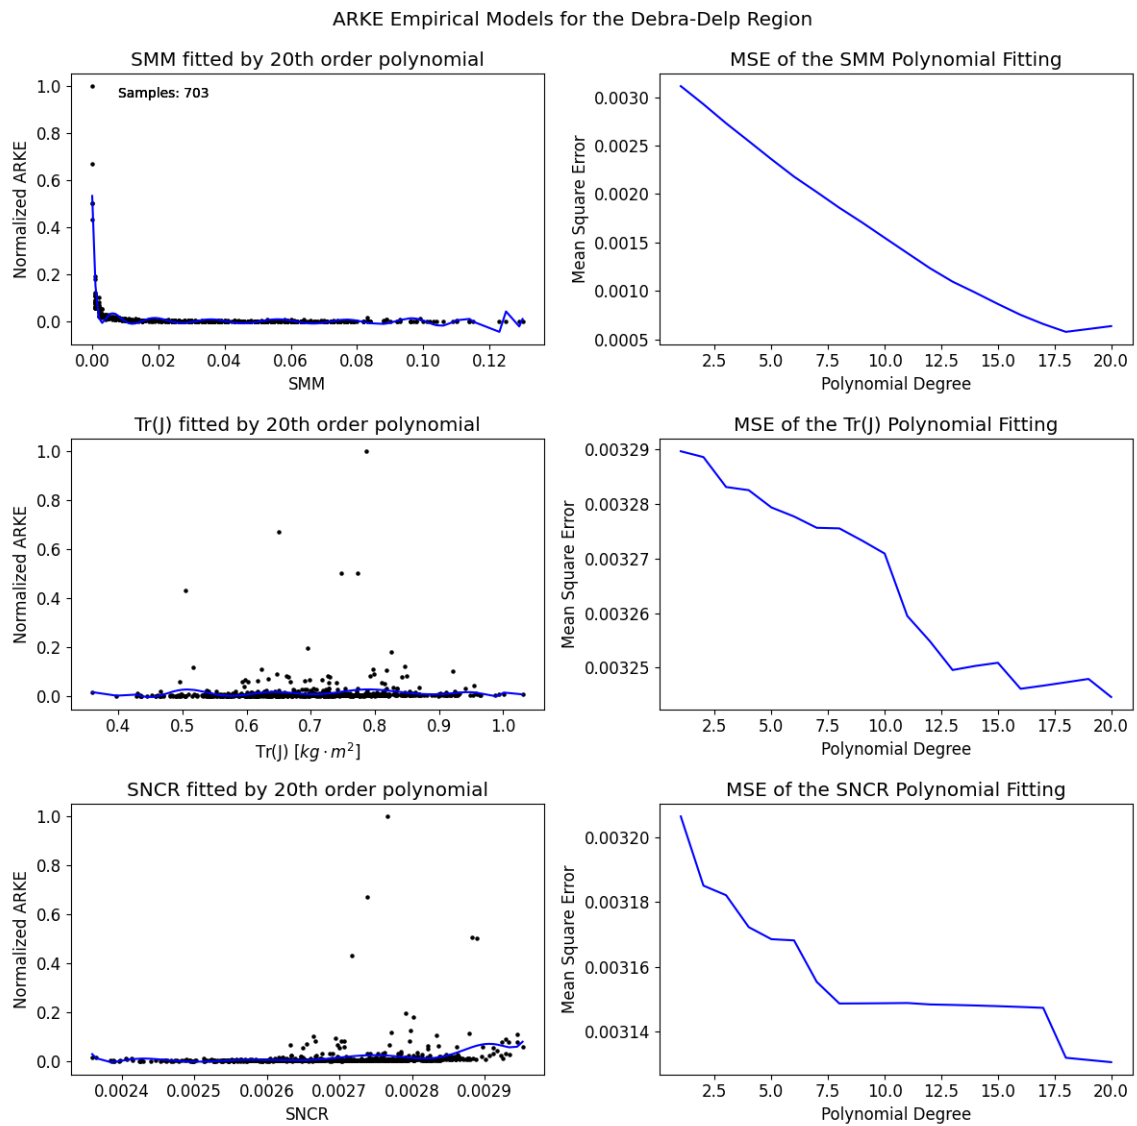 ARKE Empirical Models for the Debra-Delp Region
SMM fitted by 20th order polynomial
Normalized ARKE
1.0
0.8
0.6
0.4
0.2
0.0
Samples: 703
0.00 0.02 0.04 0.06 0.08 0.10 0.12
SMM
MSE of the SMM Polynomial Fitting
Mean Square Error
0.0030
0.0025
0.0020
0.0015
0.0010
0.0005
2.5 5.0 7.5 10.0 12.5 15.0 17.5 20.0
Polynomial Degree
Tr(J) fitted by 20th order polynomial
Normalized ARKE
1.0
0.8
0.6
0.4
0.2
0.0
0.4 0.5 0.6 0.7 0.8 0.9 1.0
Tr(J) [kg · m²]
MSE of the Tr(J) Polynomial Fitting
Mean Square Error
0.00329
0.00328
0.00327
0.00326
0.00325
2.5 5.0 7.5 10.0 12.5 15.0 17.5 20.0
Polynomial Degree
SNCR fitted by 20th order polynomial
Normalized ARKE
1.0
0.8
0.6
0.4
0.2
0.0
0.0024 0.0025 0.0026 0.0027 0.0028 0.0029
SNCR
MSE of the SNCR Polynomial Fitting
Mean Square Error
0.00320
0.00318
0.00316
0.00314
2.5 5.0 7.5 10.0 12.5 15.0 17.5 20.0
Polynomial Degree